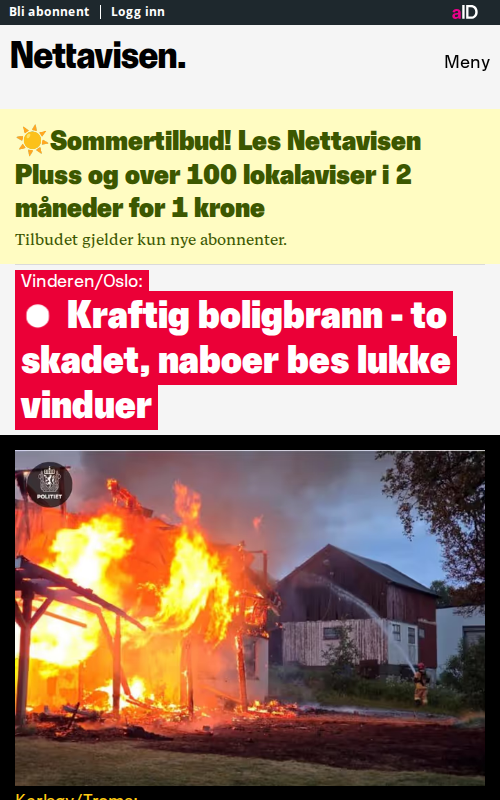 Bli abonnent | Logg inn
aID
Nettavisen.
Meny
☀️Sommertilbud! Les Nettavisen
Pluss og over 100 lokalaviser i 2
måneder for 1 krone
Tilbudet gjelder kun nye abonnenter.
Vinderen/Oslo:
Kraftig boligbrann - to
skadet, naboer bes lukke
vinduer
POLITIET